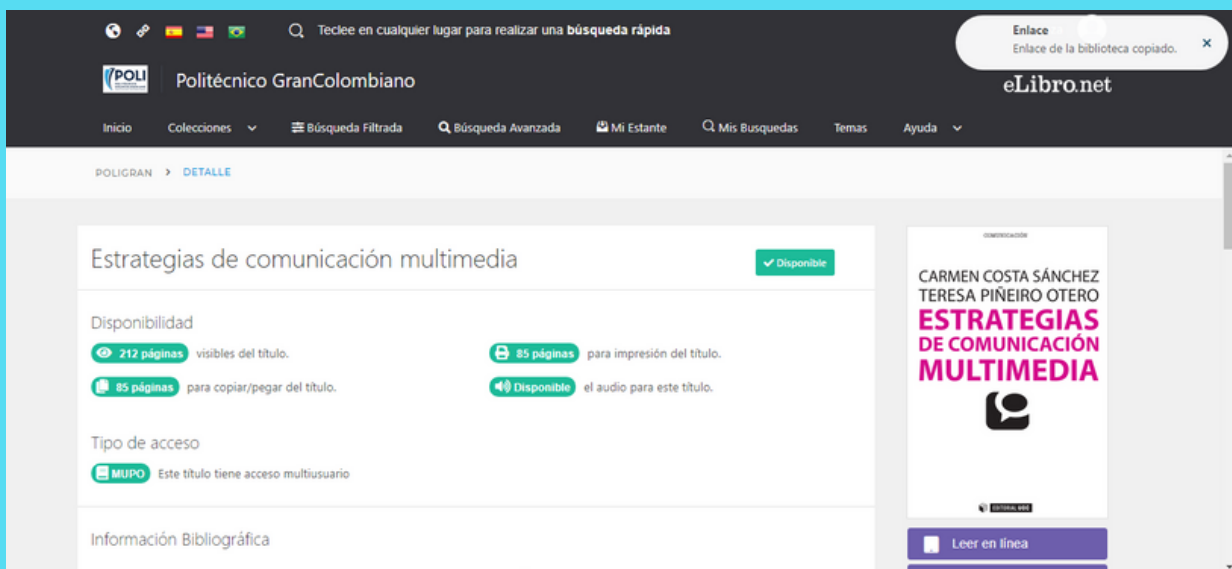 Teclee en cualquier lugar para realizar una búsqueda rápida
Enlace
Enlace de la biblioteca copiado.
POLI
Politécnico GranColombiano
eLibro.net
Inicio Colecciones Búsqueda Filtrada Búsqueda Avanzada Mi Estante Mis Busquedas Temas Ayuda
POLIGRAN > DETALLE
Estrategias de comunicación multimedia
Disponible
Disponibilidad
212 páginas visibles del título.
85 páginas para impresión del título.
85 páginas para copiar/pegar del título.
Disponible el audio para este título.
Tipo de acceso
MUPO Este título tiene acceso multiusuario
Información Bibliográfica
COMUNICACIÓN
CARMEN COSTA SÁNCHEZ
TERESA PIÑEIRO OTERO
ESTRATEGIAS
DE COMUNICACIÓN
MULTIMEDIA
EDITORIAL UOC
Leer en línea